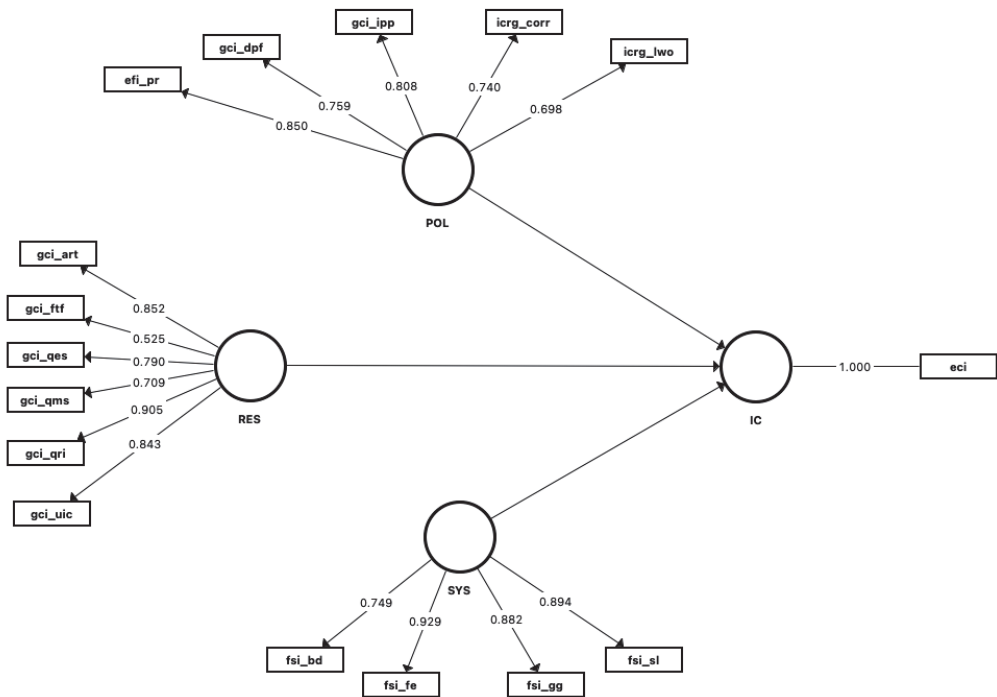 gci_ipp
icrg_corr
gci_dpf
icrg_lwo
efi_pr
0.808
0.740
0.759
0.698
0.850
POL
gci_art
gci_ftf
gci_qes
gci_qms
gci_qri
gci_uic
0.852
0.525
0.790
0.709
0.905
0.843
RES
IC
1.000
eci
SYS
0.749
0.929
0.882
0.894
fsi_bd
fsi_fe
fsi_gg
fsi_sl